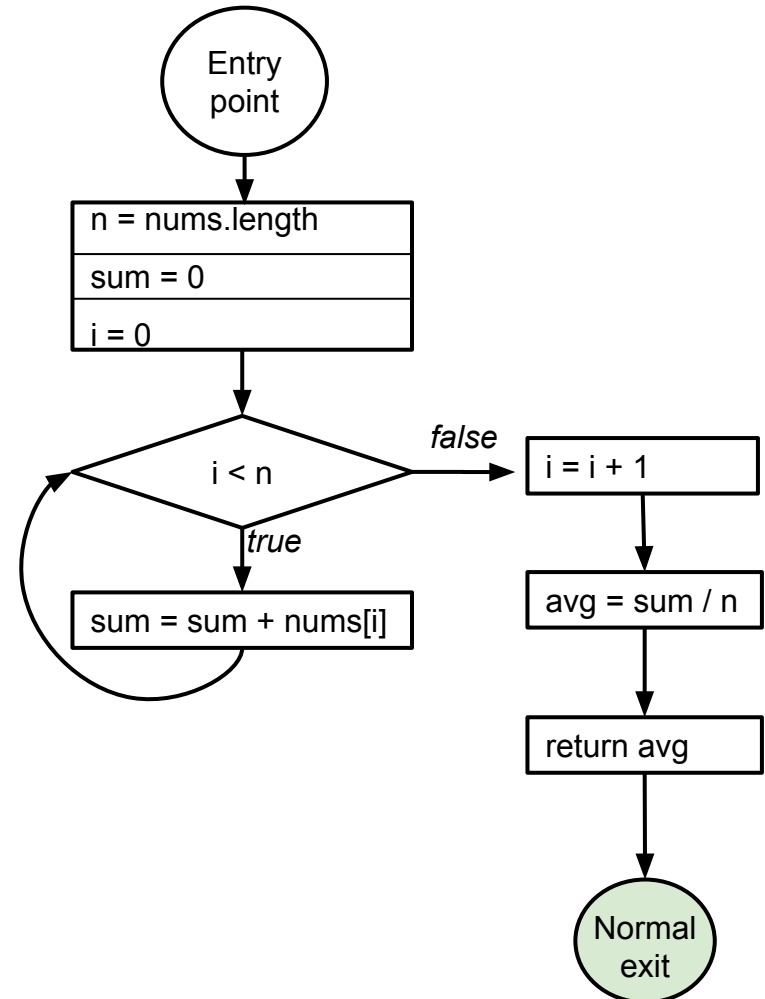 Entry
point
n = nums.length
sum = 0
i = 0
i < n
false
i = i + 1
true
sum = sum + nums[i]
avg = sum / n
return avg
Normal
exit